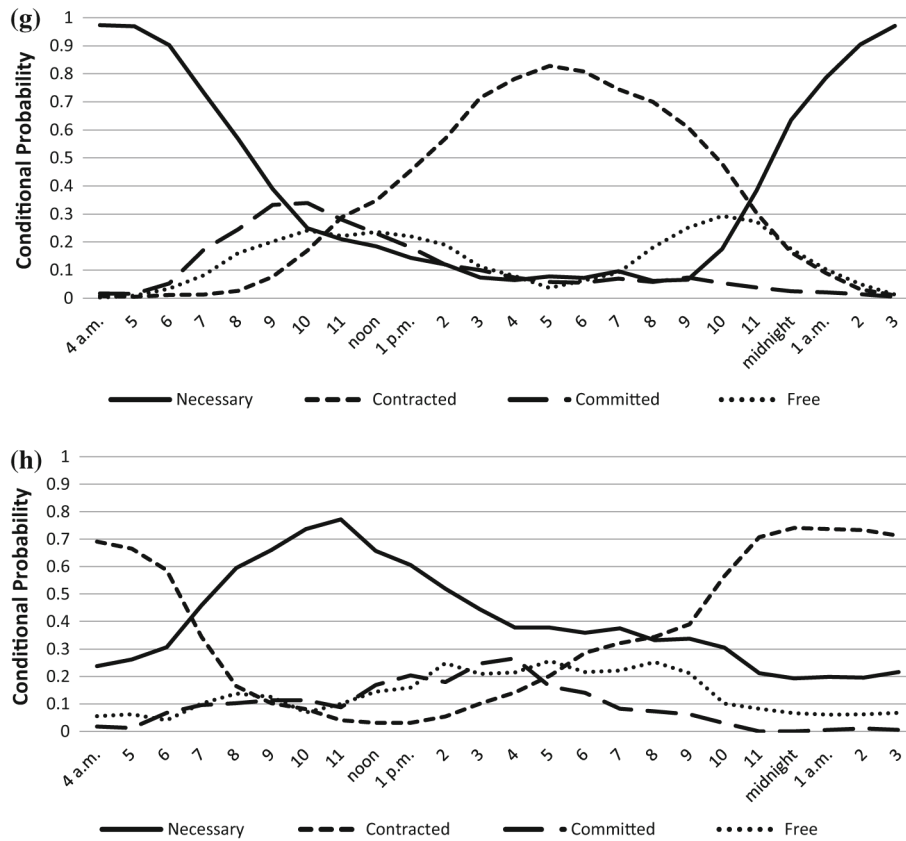 (g)
Conditional Probability
1
0.9
0.8
0.7
0.6
0.5
0.4
0.3
0.2
0.1
0
4 a.m. 5 6 7 8 9 10 11 noon 1 p.m. 2 3 4 5 6 7 8 9 10 11 midnight 1 a.m. 2 3
Necessary Contracted Committed Free
(h)
Conditional Probability
1
0.9
0.8
0.7
0.6
0.5
0.4
0.3
0.2
0.1
0
4 a.m. 5 6 7 8 9 10 11 noon 1 p.m. 2 3 4 5 6 7 8 9 10 11 midnight 1 a.m. 2 3
Necessary Contracted Committed Free